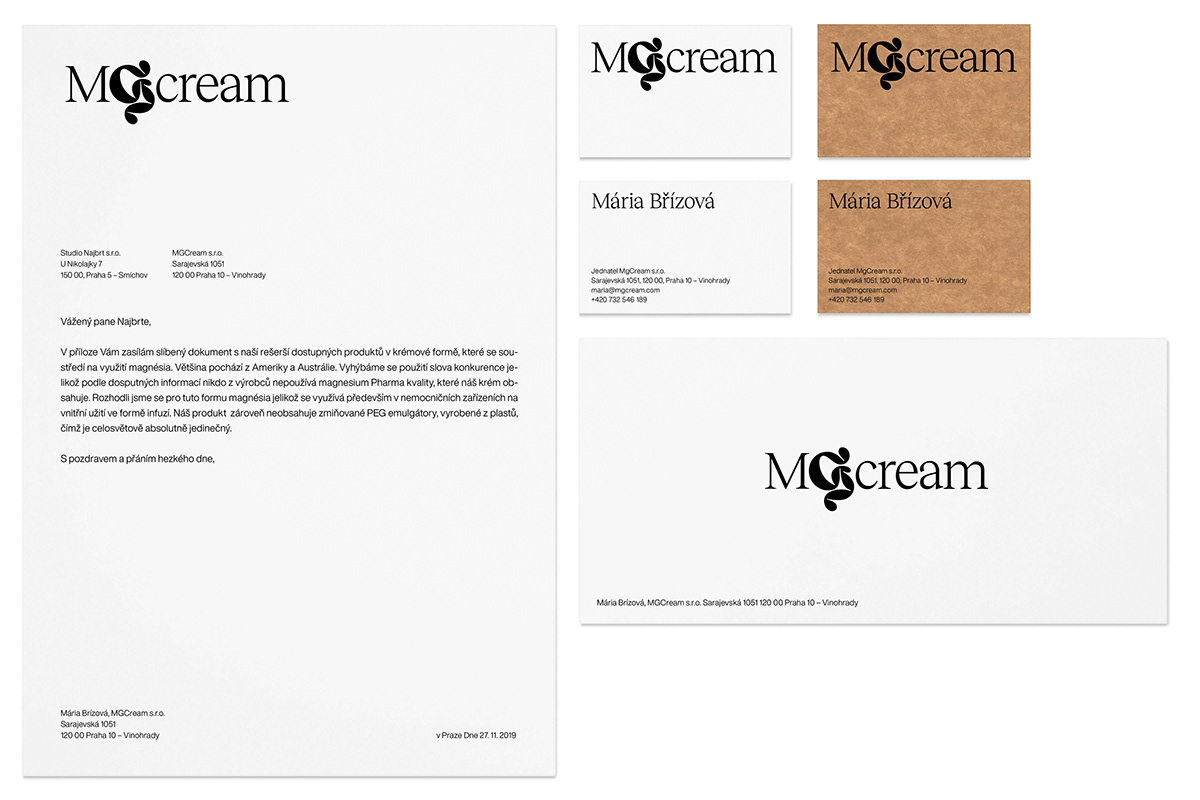 MGcream
Studio Najbrt s.r.o.
U Nikolajky 7
150 00, Praha 5 – Smíchov
MGCream s.r.o.
Sarajevská 1051
120 00 Praha 10 – Vinohrady
Vážený pane Najbrte,
V příloze Vám zasílám slíbený dokument s naší rešerší dostupných produktů v krémové formě, které se sou-
středí na využití magnésia. Většina pochází z Ameriky a Austrálie. Vyhýbáme se použití slova konkurence je-
likož podle dosputných informací nikdo z výrobců nepoužívá magnesium Pharma kvality, které náš krém ob-
sahuje. Rozhodli jsme se pro tuto formu magnésia jelikož se využívá především v nemocničních zařízeních na
vnitřní užití ve formě infuzí. Náš produkt zároveň neobsahuje zmiňované PEG emulgátory, vyrobené z plastů,
čímž je celosvětově absolutně jedinečný.
S pozdravem a přáním hezkého dne,
Mária Brízová, MGCream s.r.o.
Sarajevská 1051
120 00 Praha 10 – Vinohrady
v Praze Dne 27. 11. 2019
MGcream
MGcream
Mária Břízová
Jednatel MgCream s.r.o.
Sarajevská 1051, 120 00, Praha 10 – Vinohrady
maria@mgcream.com
+420 732 546 189
Mária Břízová
Jednatel MgCream s.r.o.
Sarajevská 1051, 120 00, Praha 10 – Vinohrady
maria@mgcream.com
+420 732 546 189
MGcream
Mária Brízová, MGCream s.r.o. Sarajevská 1051 120 00 Praha 10 – Vinohrady